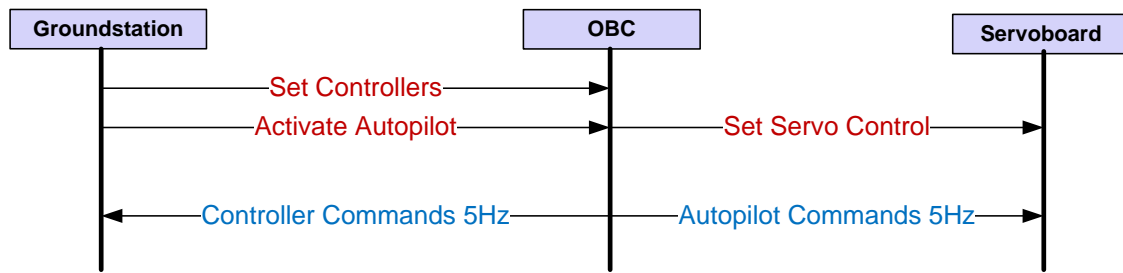 Groundstation
OBC
Servoboard
Set Controllers
Activate Autopilot
Set Servo Control
Controller Commands 5Hz
Autopilot Commands 5Hz